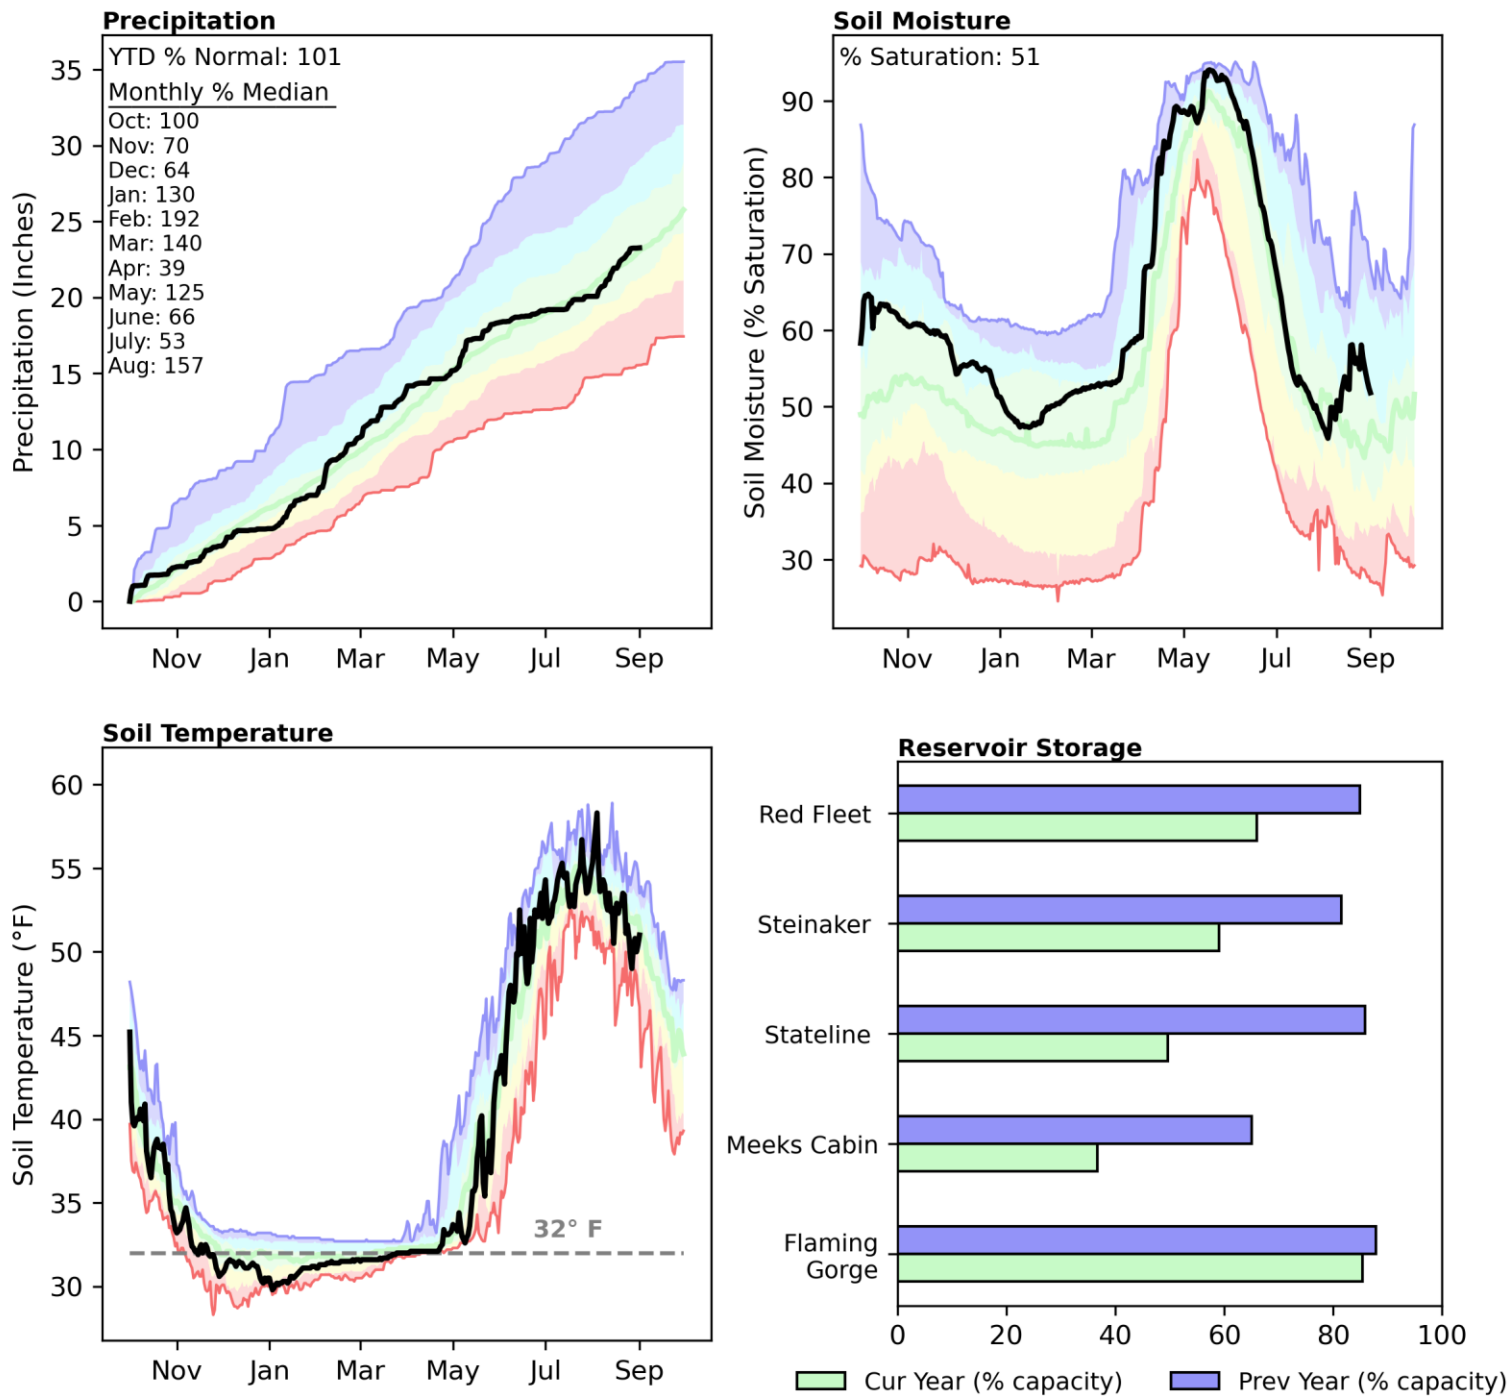 Precipitation
YTD % Normal: 101
Monthly % Median
Oct: 100
Nov: 70
Dec: 64
Jan: 130
Feb: 192
Mar: 140
Apr: 39
May: 125
June: 66
July: 53
Aug: 157
Precipitation (Inches)
35
30
25
20
15
10
5
0
Nov Jan Mar May Jul Sep
Soil Moisture
% Saturation: 51
Soil Moisture (% Saturation)
90
80
70
60
50
40
30
Nov Jan Mar May Jul Sep
Soil Temperature
Soil Temperature (°F)
60
55
50
45
40
35
30
32° F
Nov Jan Mar May Jul Sep
Reservoir Storage
Red Fleet
Steinaker
Stateline
Meeks Cabin
Flaming
Gorge
0 20 40 60 80 100
Cur Year (% capacity) Prev Year (% capacity)